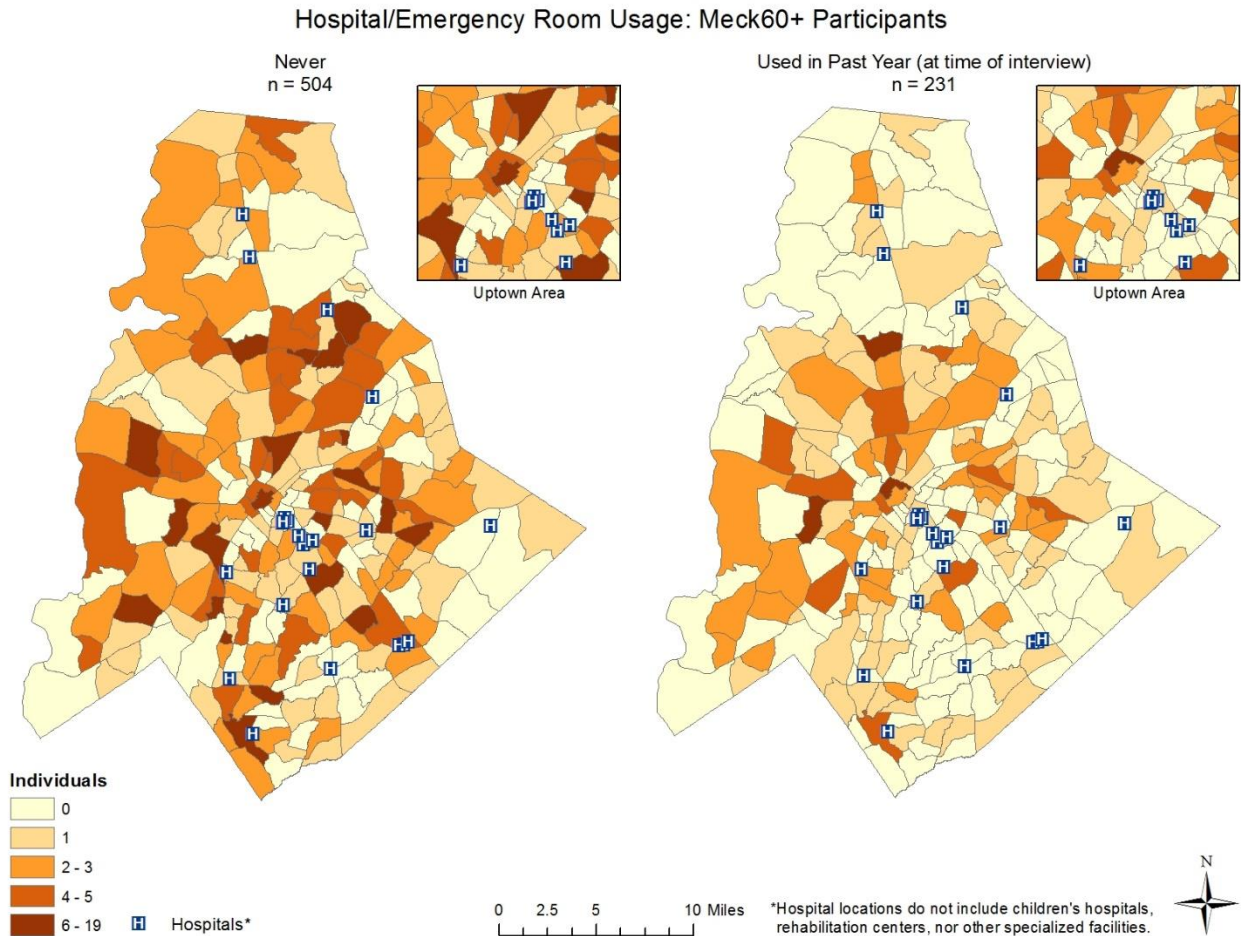 Hospital/Emergency Room Usage: Meck60+ Participants
Never
n = 504
Used in Past Year (at time of interview)
n = 231
Uptown Area
Uptown Area
Individuals
0
1
2 - 3
4 - 5
6 - 19
H Hospitals*
0 2.5 5 10 Miles
*Hospital locations do not include children's hospitals,
rehabilitation centers, nor other specialized facilities.
N